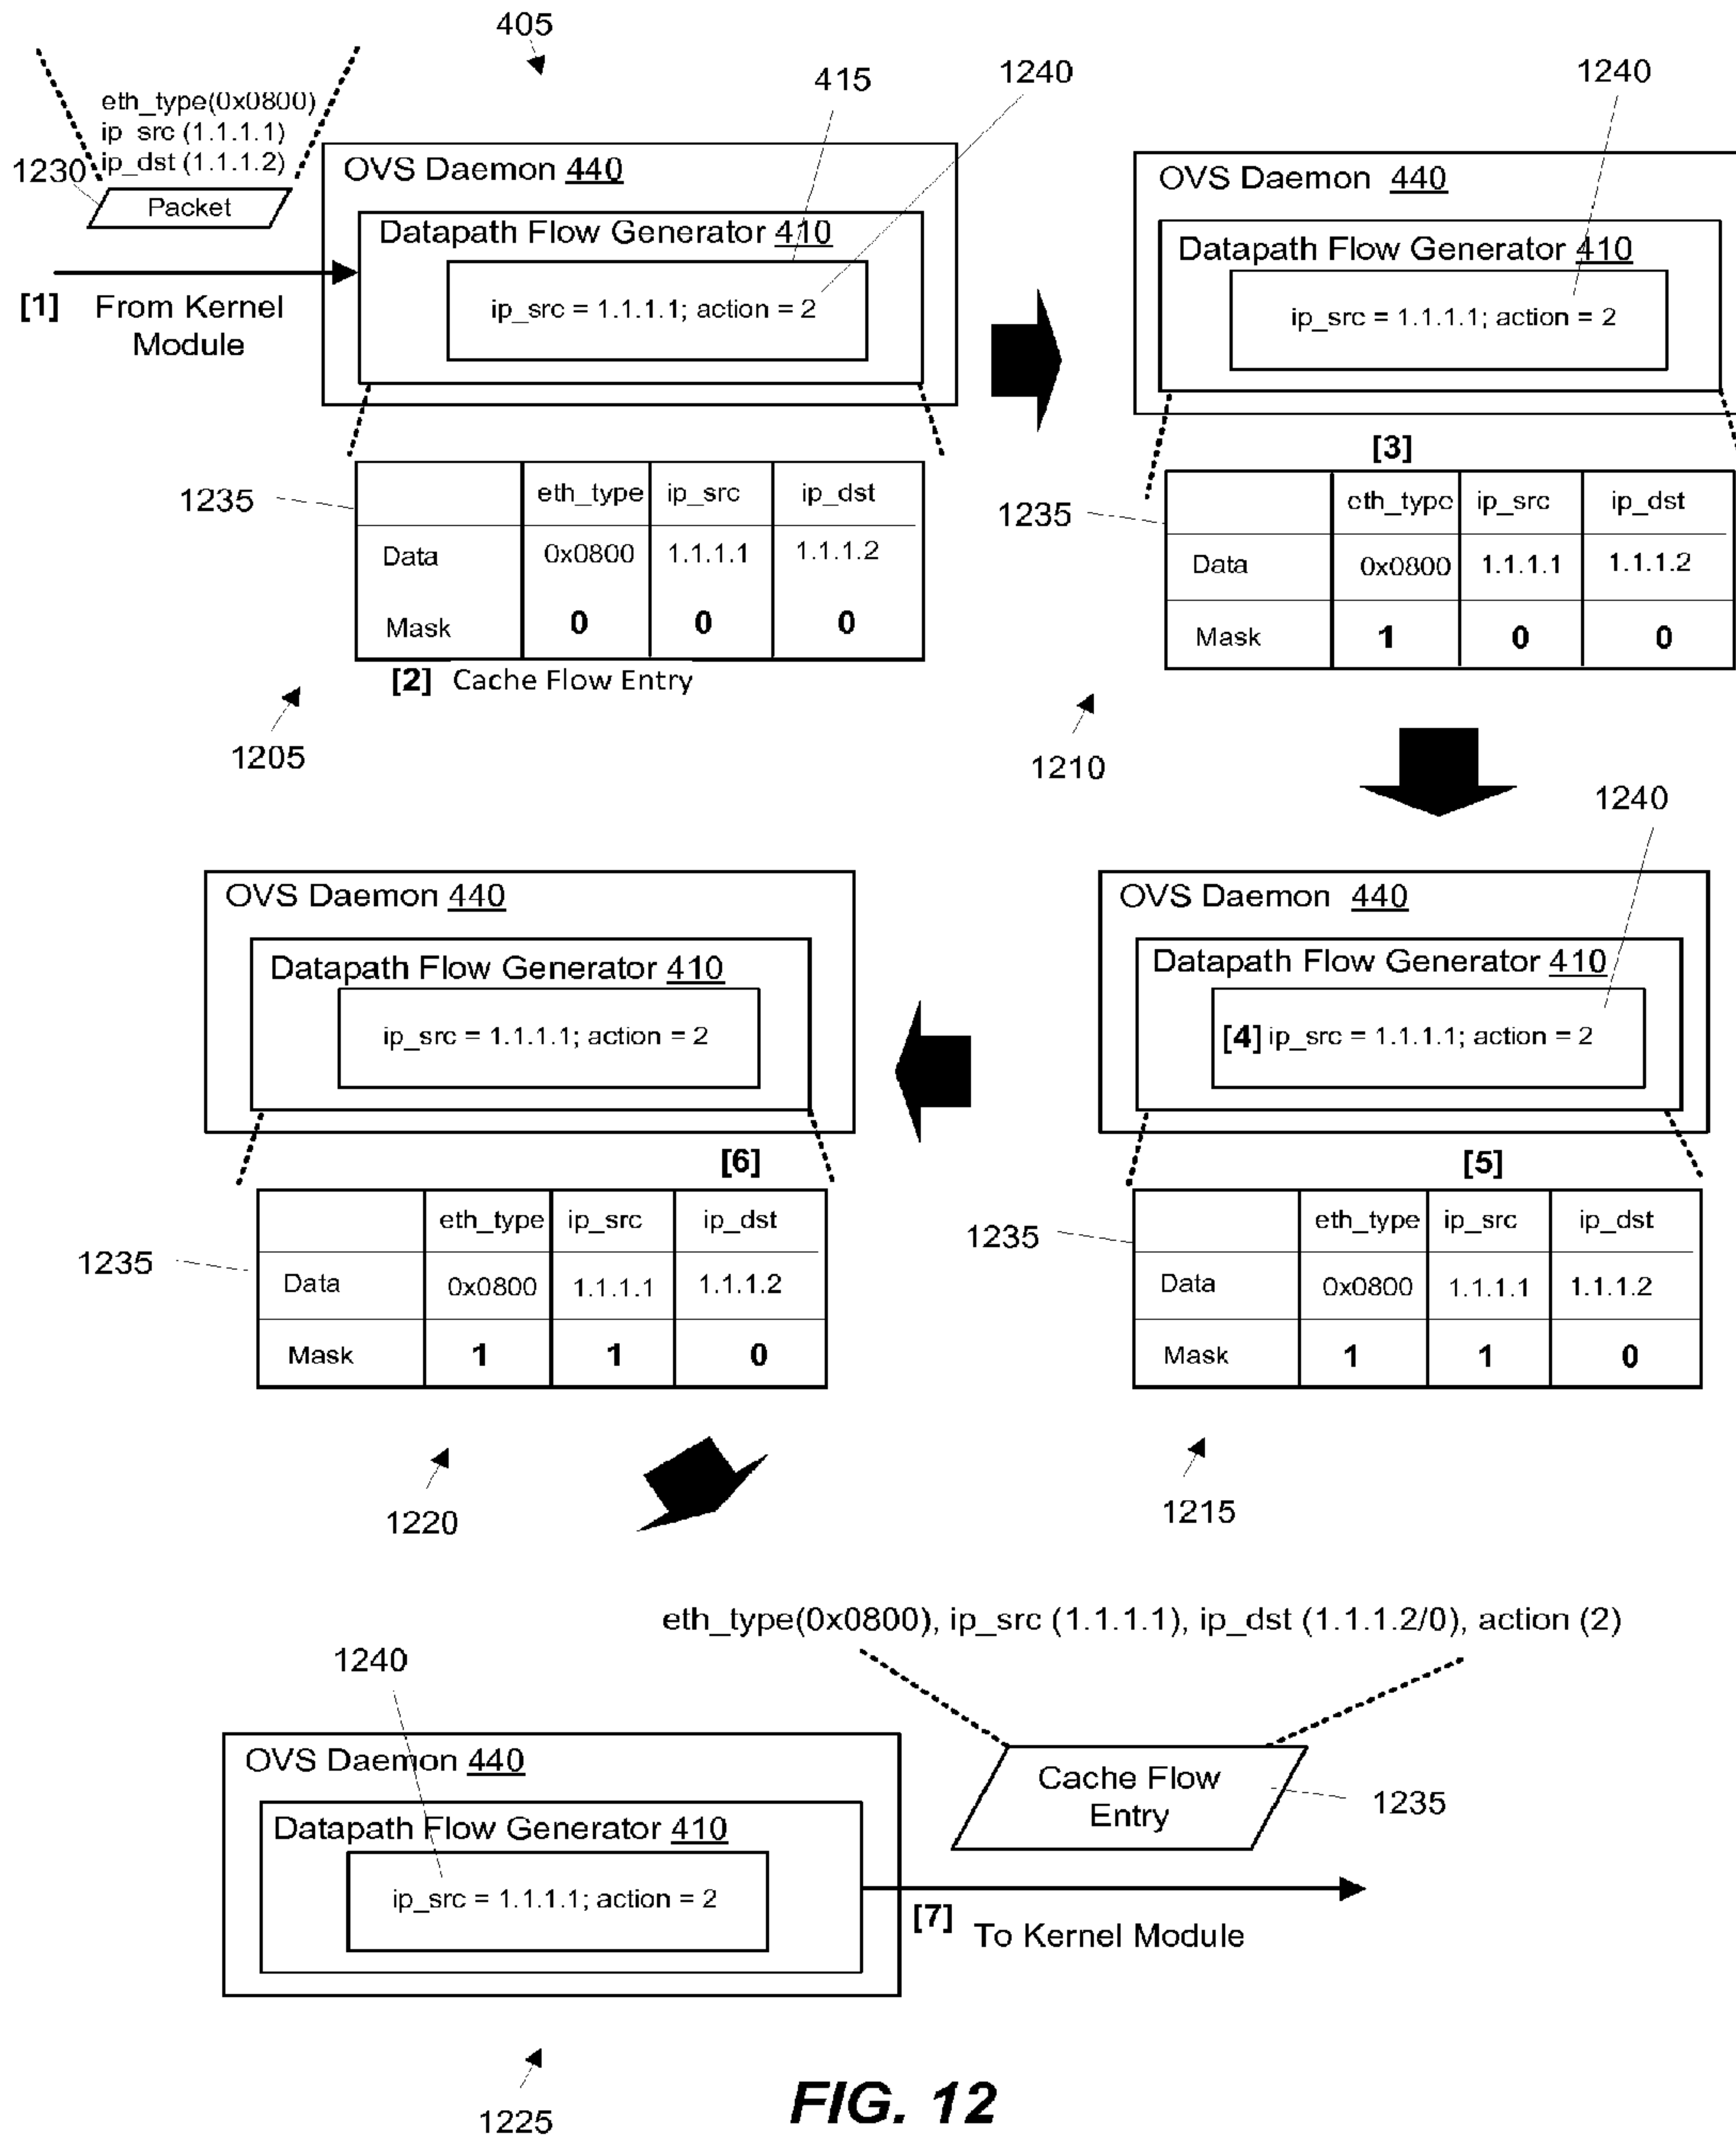 405
1240
415
1240
eth_type(0x0800)
ip_src (1.1.1.1)
ip_dst (1.1.1.2)
1230
Packet
OVS Daemon 440
Datapath Flow Generator 410
ip_src = 1.1.1.1; action = 2
[1] From Kernel
Module
OVS Daemon 440
Datapath Flow Generator 410
ip_src = 1.1.1.1; action = 2
1235
eth_type ip_src ip_dst
Data 0x0800 1.1.1.1 1.1.1.2
Mask 0 0 0
[2] Cache Flow Entry
1205
[3]
1235
eth_type ip_src ip_dst
Data 0x0800 1.1.1.1 1.1.1.2
Mask 1 0 0
1210
1240
OVS Daemon 440
Datapath Flow Generator 410
ip_src = 1.1.1.1; action = 2
OVS Daemon 440
Datapath Flow Generator 410
[4] ip_src = 1.1.1.1; action = 2
[6]
1235
eth_type ip_src ip_dst
Data 0x0800 1.1.1.1 1.1.1.2
Mask 1 1 0
1220
[5]
1235
eth_type ip_src ip_dst
Data 0x0800 1.1.1.1 1.1.1.2
Mask 1 1 0
1215
eth_type(0x0800), ip_src (1.1.1.1), ip_dst (1.1.1.2/0), action (2)
1240
OVS Daemon 440
Datapath Flow Generator 410
ip_src = 1.1.1.1; action = 2
Cache Flow
Entry
1235
[7] To Kernel Module
1225
FIG. 12